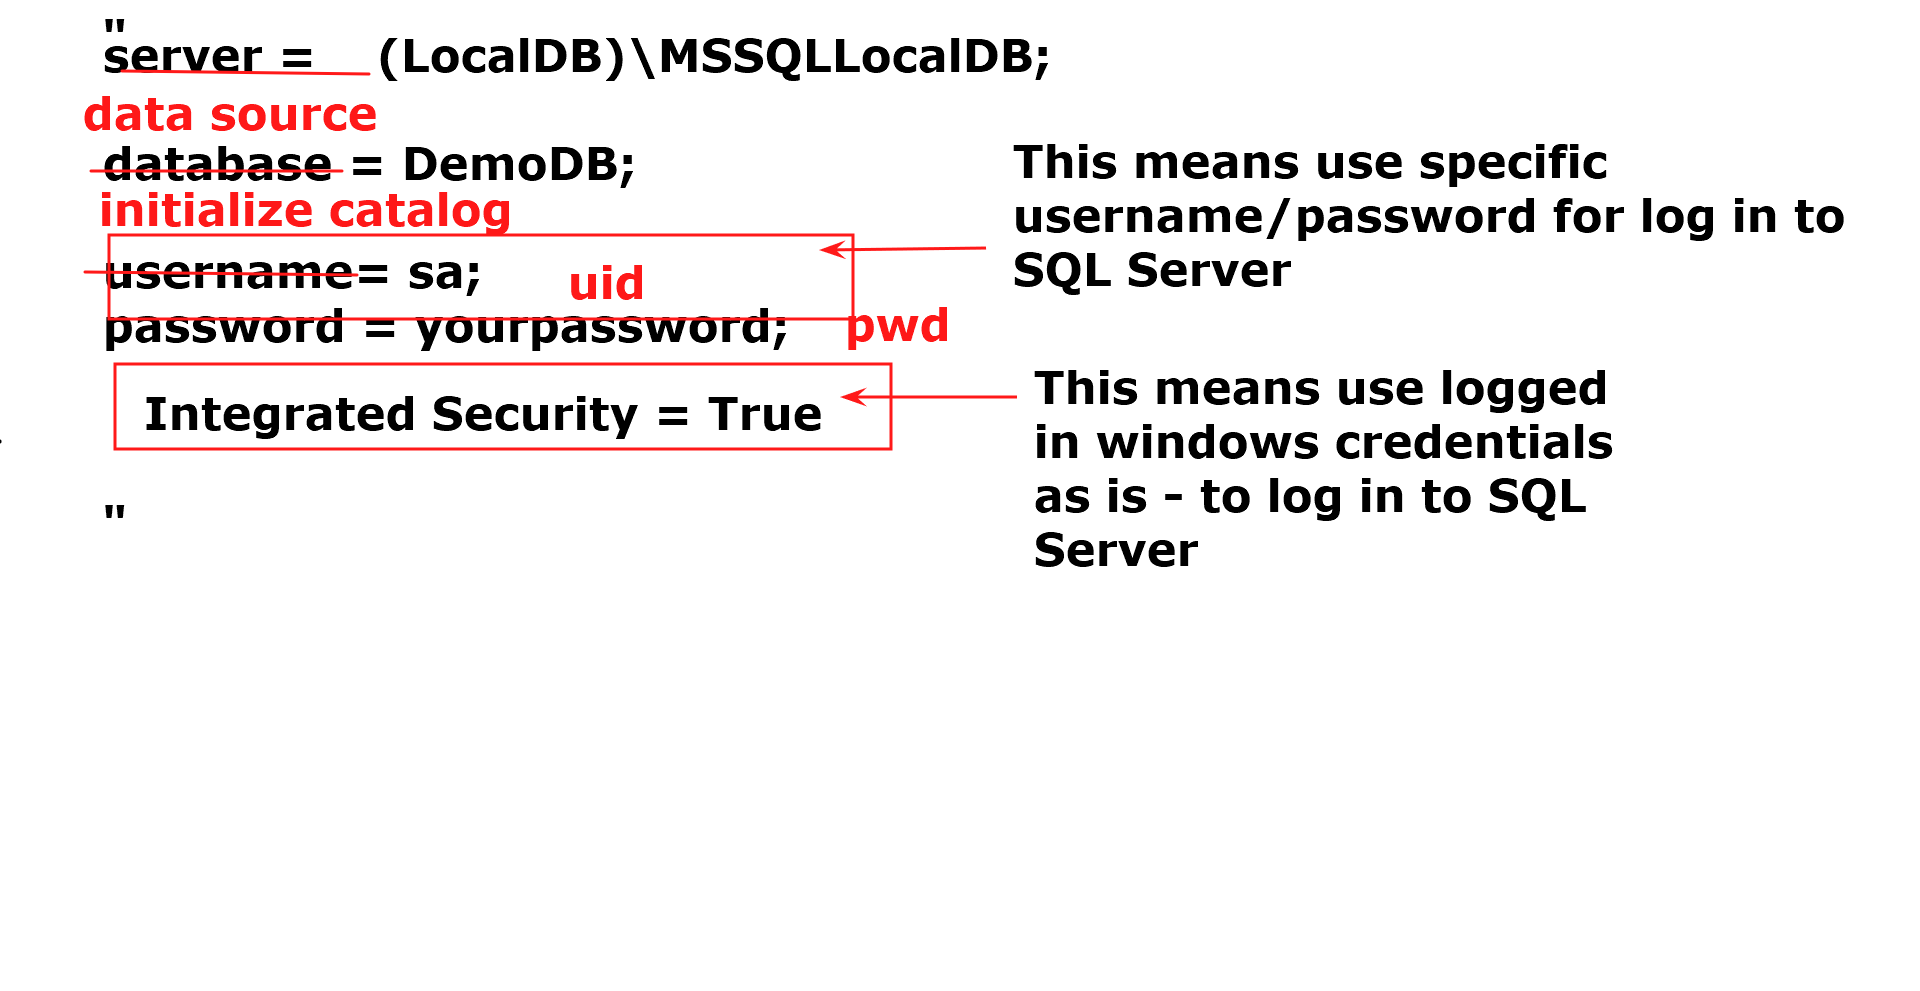 "
server = (LocalDB)\MSSQLLocalDB;
data source
database = DemoDB;
initialize catalog
username= sa;
uid
password = yourpassword;
pwd
Integrated Security = True
"
This means use specific
username/password for log in to
SQL Server
This means use logged
in windows credentials
as is - to log in to SQL
Server